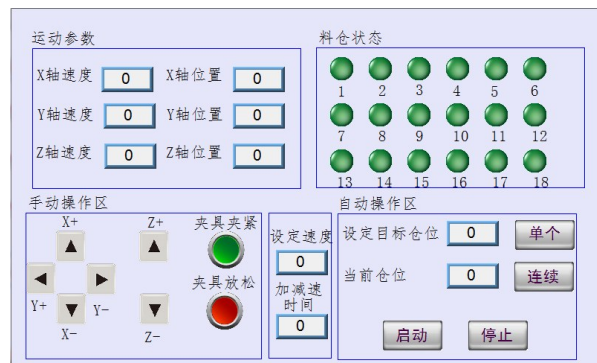 运动参数
X轴速度 0 X轴位置 0
Y轴速度 0 Y轴位置 0
Z轴速度 0 Z轴位置 0
料仓状态
1 2 3 4 5 6
7 8 9 10 11 12
13 14 15 16 17 18
手动操作区
X+ Z+ 夹具夹紧
夹具放松
Y+ Y-
X- Z-
设定速度
0
加减速
时间
0
自动操作区
设定目标仓位 0 单个
当前仓位 0 连续
启动 停止